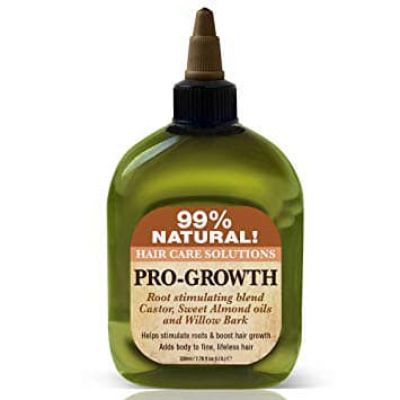 99%
NATURAL!
HAIR CARE SOLUTIONS
PRO-GROWTH
Root stimulating blend
Castor, Sweet Almond oils
and Willow Bark
Helps stimulate roots & boost hair growth
Adds body to fine, lifeless hair